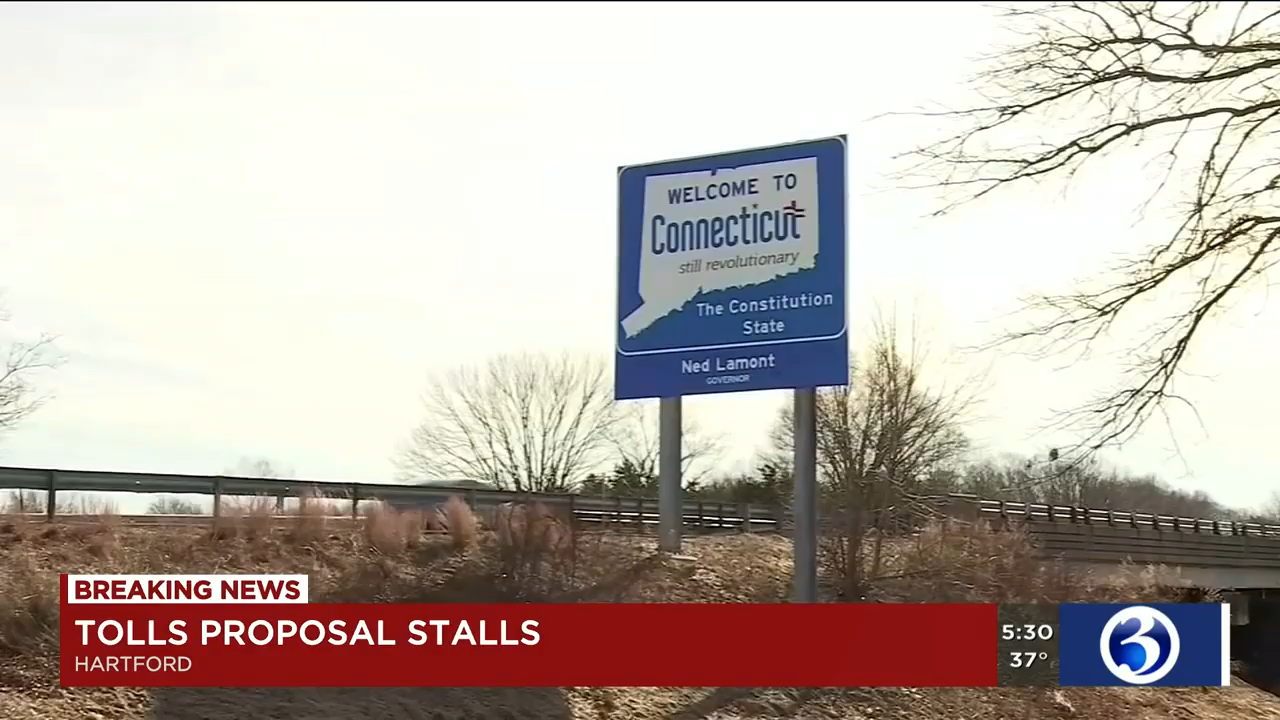 WELCOME TO
Connecticut
still revolutionary
The Constitution
State
Ned Lamont
GOVERNOR
BREAKING NEWS
TOLLS PROPOSAL STALLS
HARTFORD
5:30
37°
3